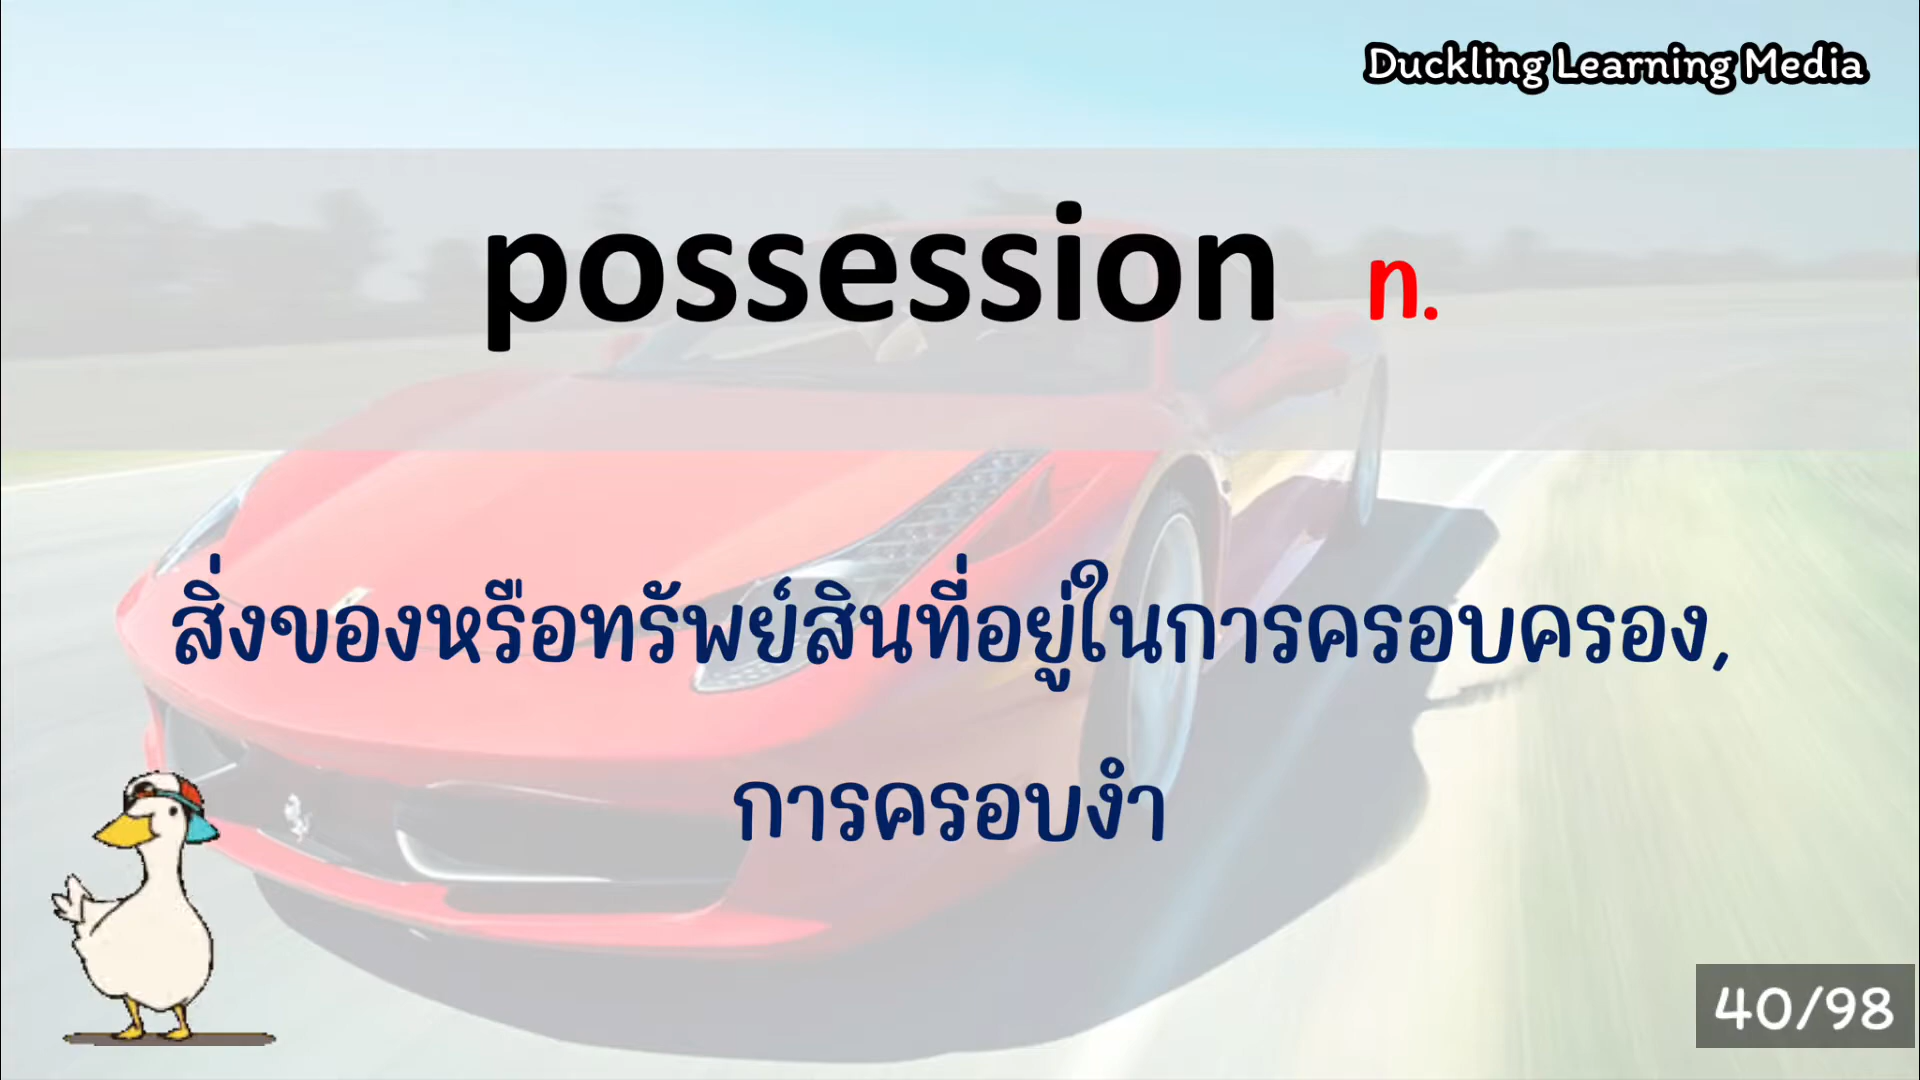 Duckling Learning Media
possession n.
สิ่งของหรือทรัพย์สินที่อยู่ในการครอบครอง,
การครอบงำ
40/98